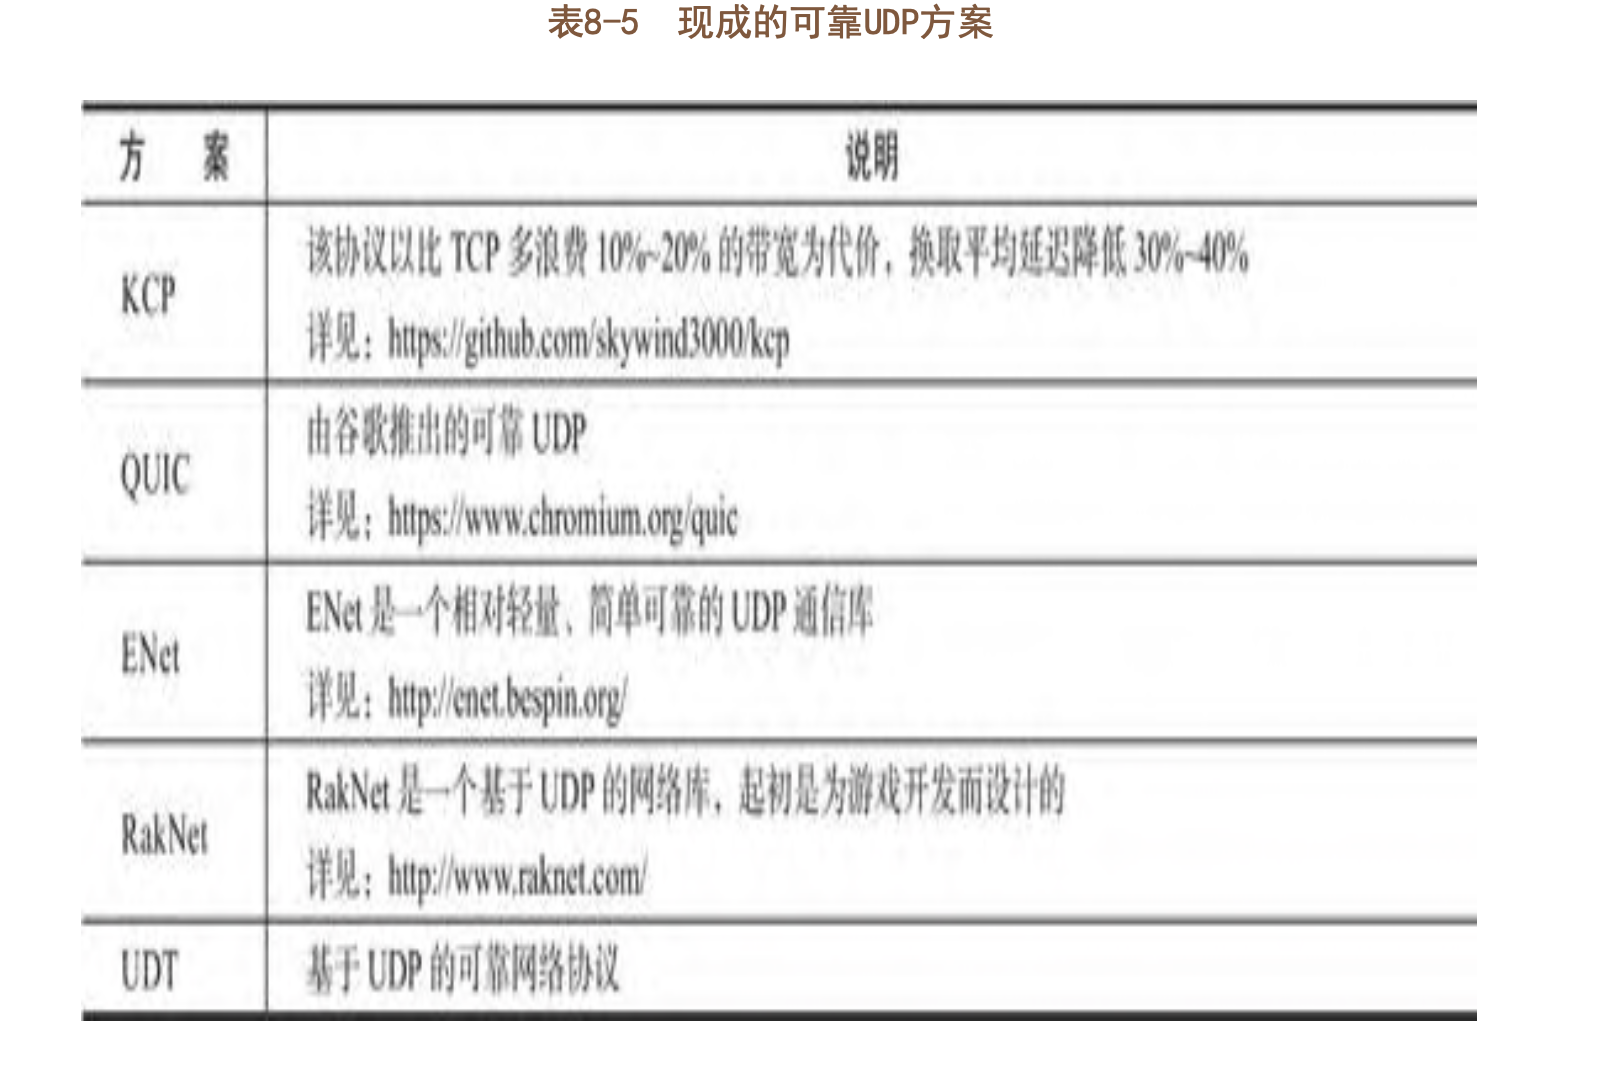 表8-5 现成的可靠UDP方案
方 案 说明
KCP
该协议以比 TCP 多浪费 10%~20% 的带宽为代价，换取平均延迟降低 30%~40%
详见：https://github.com/skywind3000/kcp
QUIC
由谷歌推出的可靠 UDP
详见：https://www.chromium.org/quic
ENet
ENet 是一个相对轻量、简单可靠的 UDP 通信库
详见：http://enet.bespin.org/
RakNet
RakNet 是一个基于 UDP 的网络库，起初是为游戏开发而设计的
详见：http://www.raknet.com/
UDT
基于 UDP 的可靠网络协议